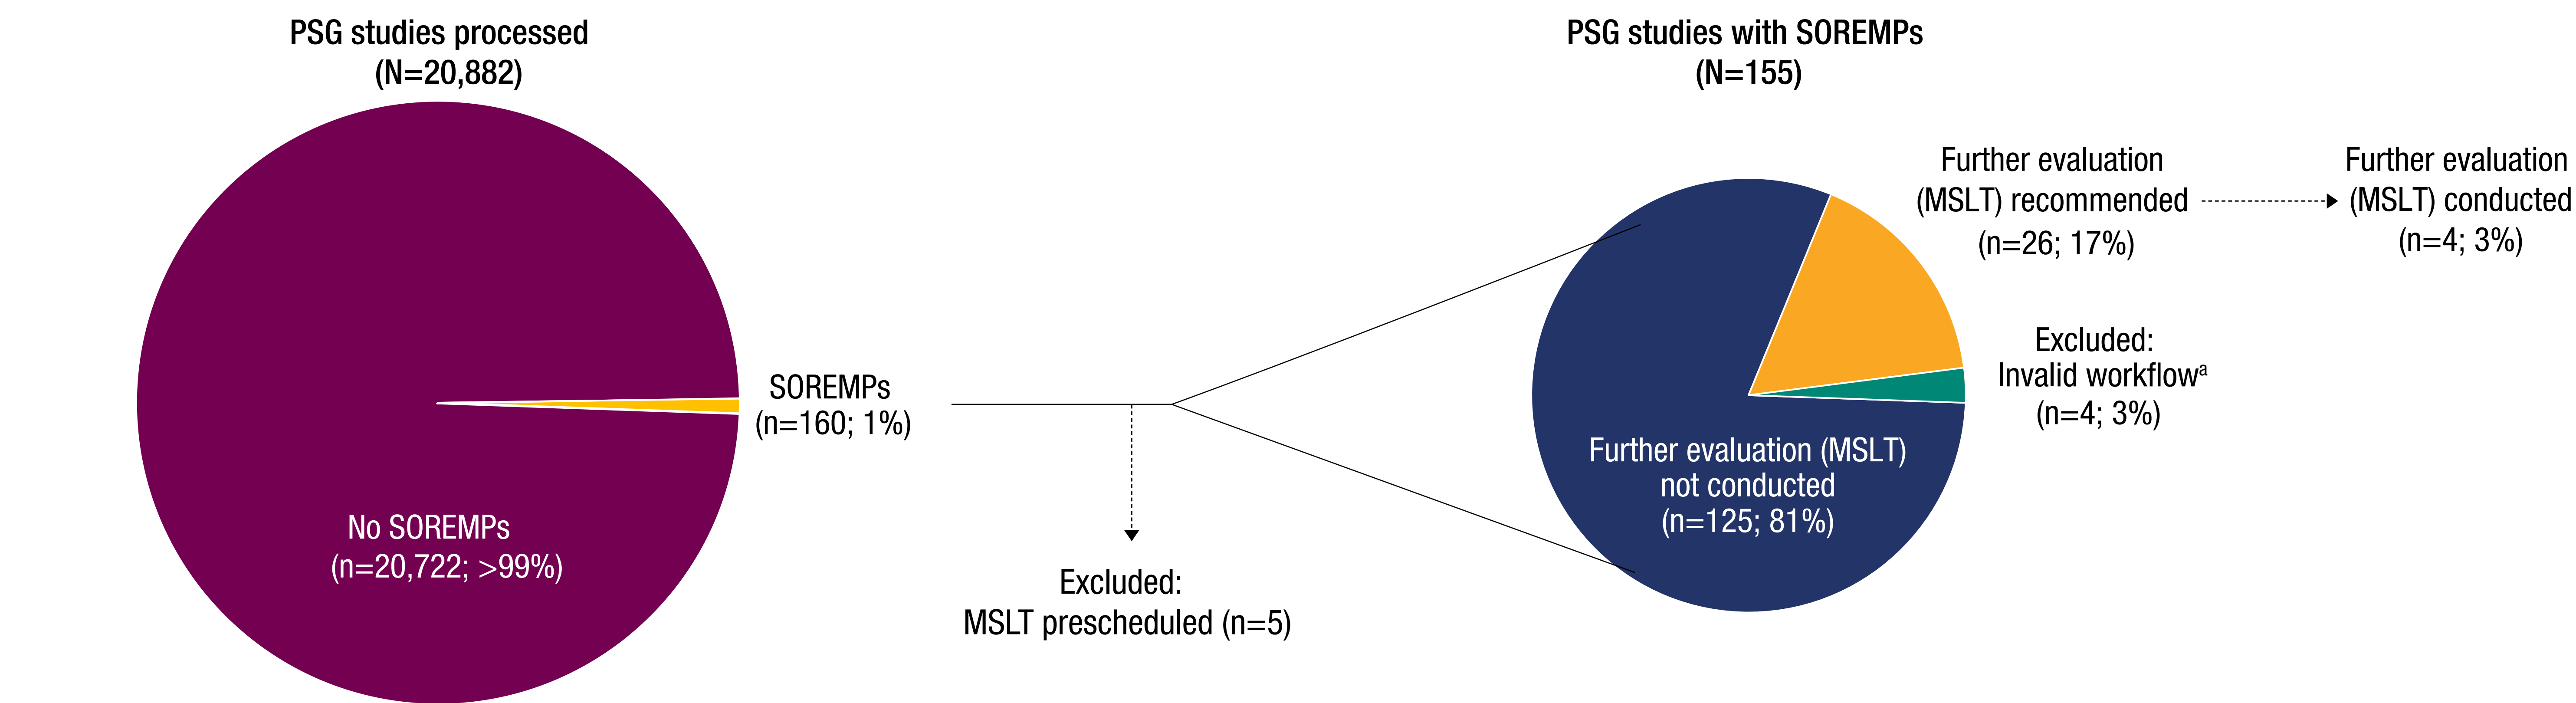 PSG studies processed
(N=20,882)
No SOREMPs
(n=20,722; >99%)
SOREMPs
(n=160; 1%)
Excluded:
MSLT prescheduled (n=5)
PSG studies with SOREMPs
(N=155)
Further evaluation (MSLT)
not conducted
(n=125; 81%)
Further evaluation
(MSLT) recommended
(n=26; 17%)
Further evaluation
(MSLT) conducted
(n=4; 3%)
Excluded:
Invalid workflowᵃ
(n=4; 3%)